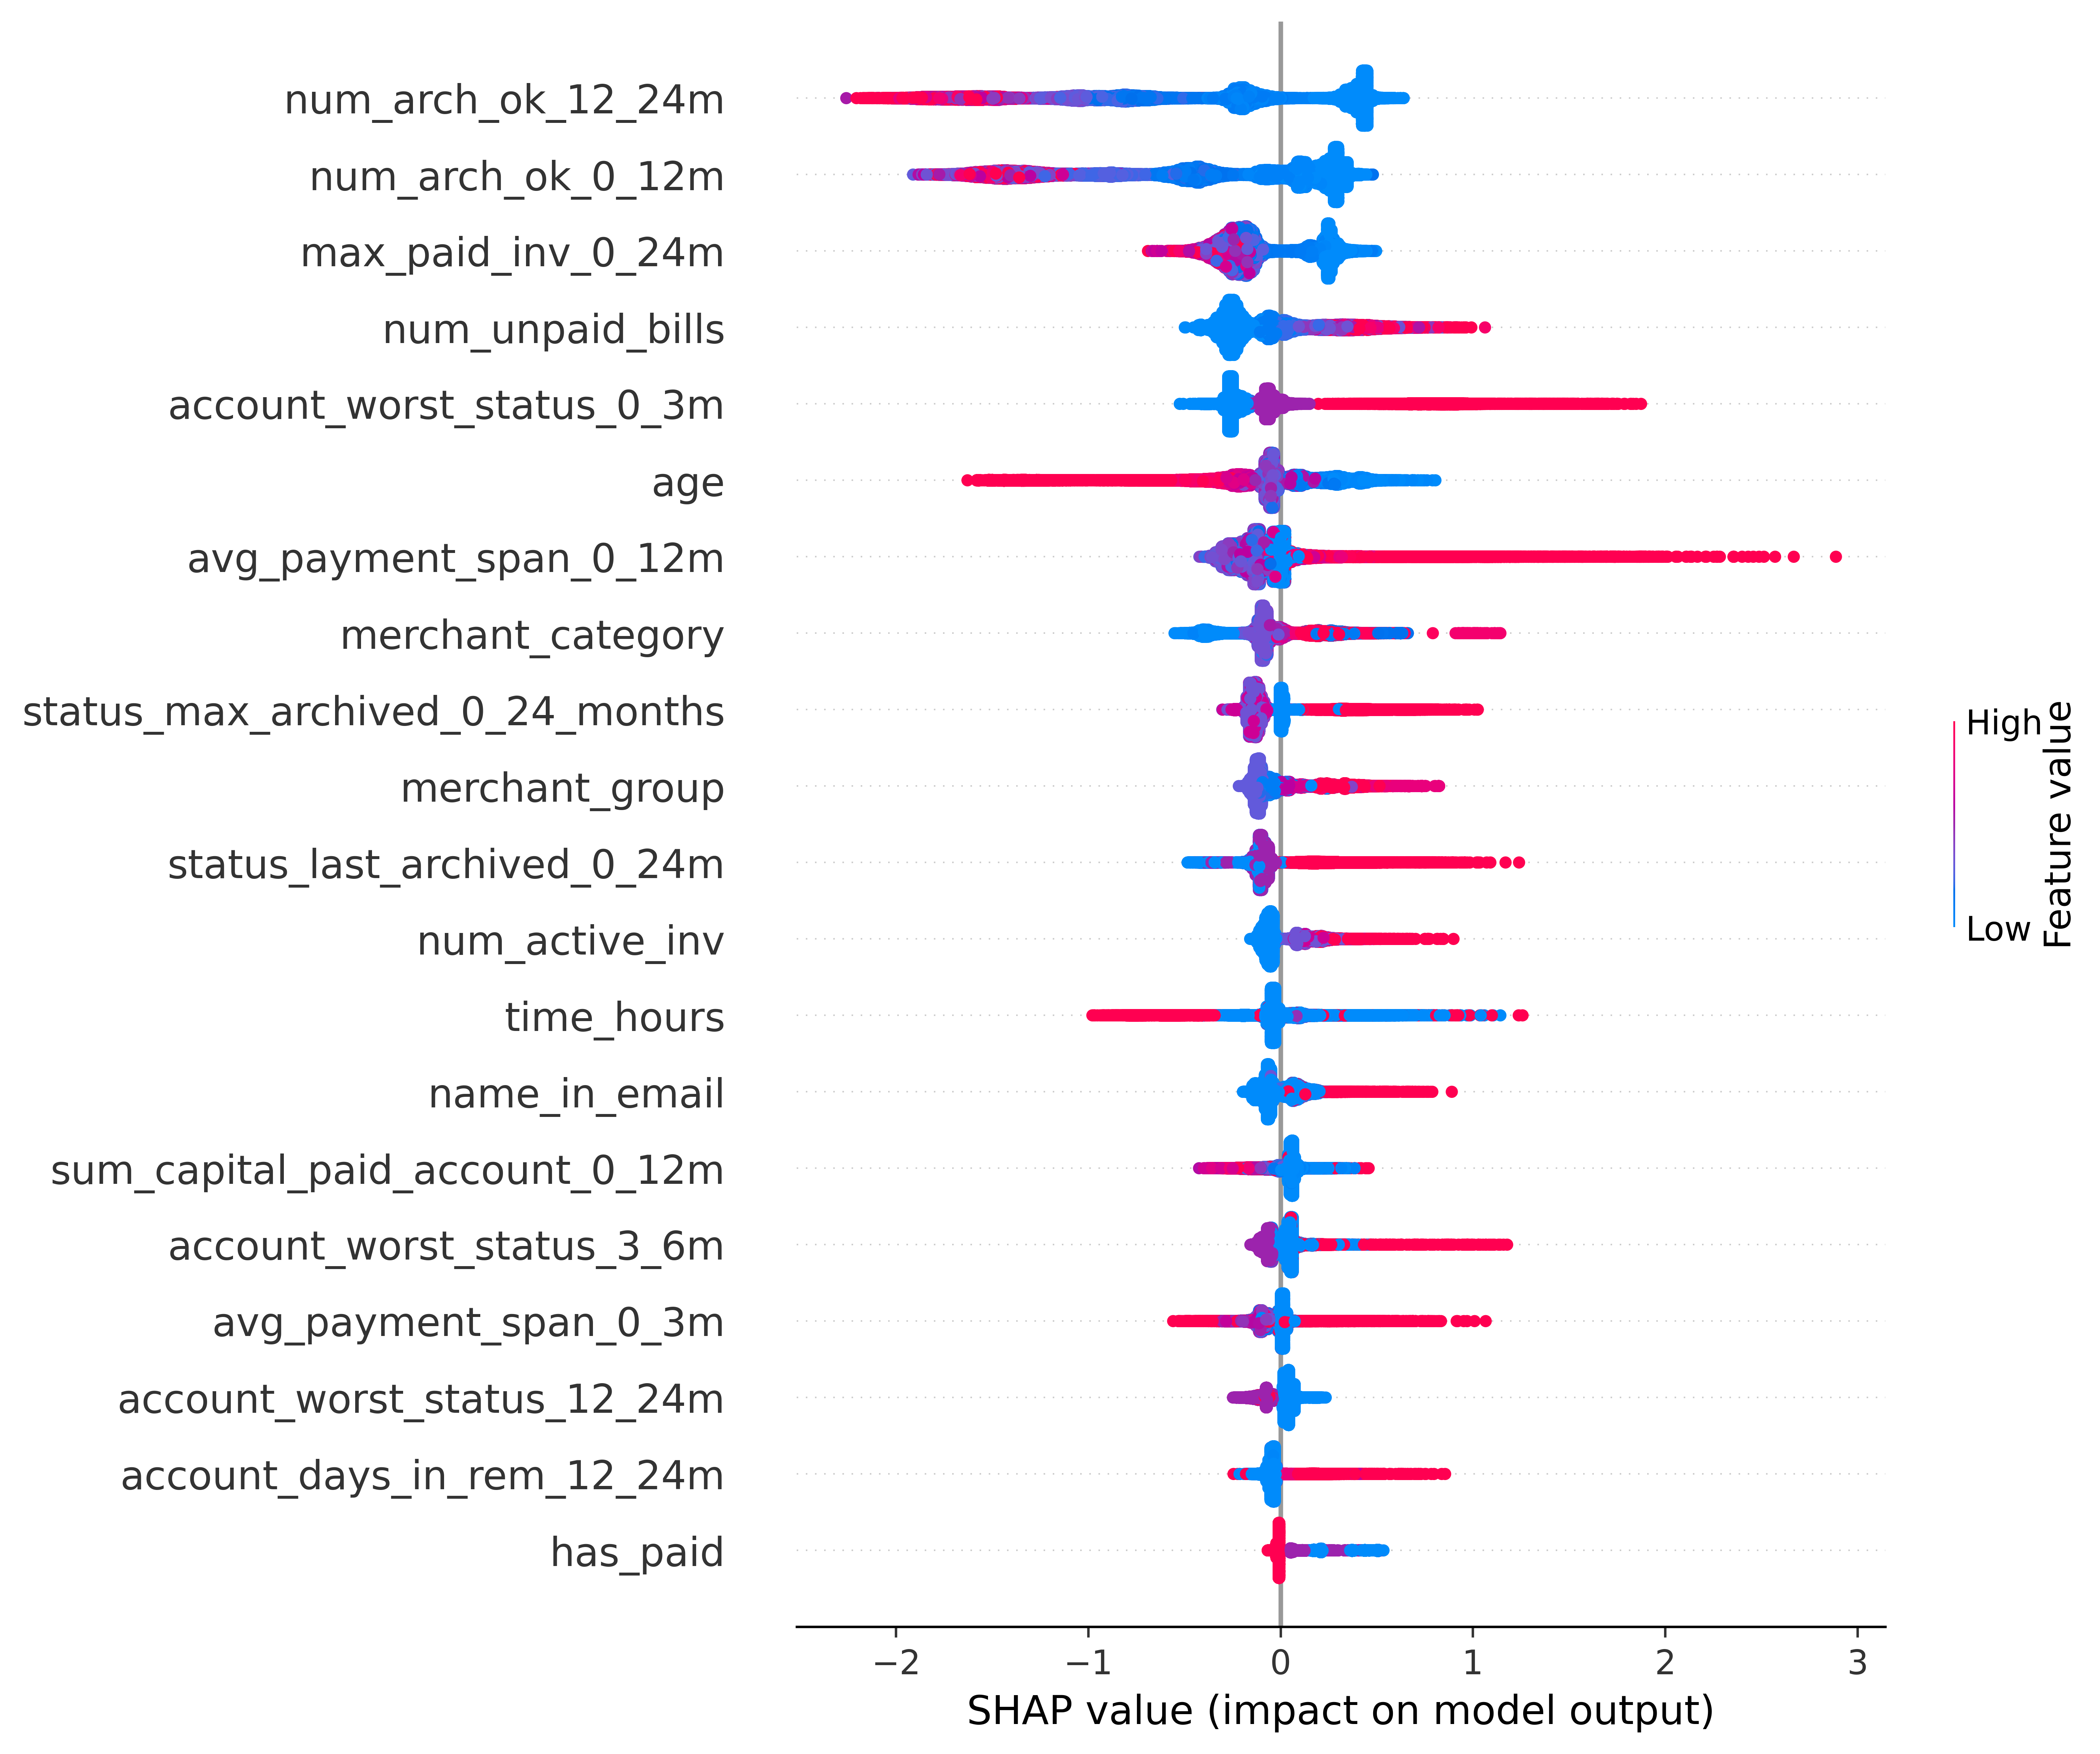 num_arch_ok_12_24m
num_arch_ok_0_12m
max_paid_inv_0_24m
num_unpaid_bills
account_worst_status_0_3m
age
avg_payment_span_0_12m
merchant_category
status_max_archived_0_24_months
merchant_group
status_last_archived_0_24m
num_active_inv
time_hours
name_in_email
sum_capital_paid_account_0_12m
account_worst_status_3_6m
avg_payment_span_0_3m
account_worst_status_12_24m
account_days_in_rem_12_24m
has_paid
−2 −1 0 1 2 3
SHAP value (impact on model output)
High
Low
Feature value